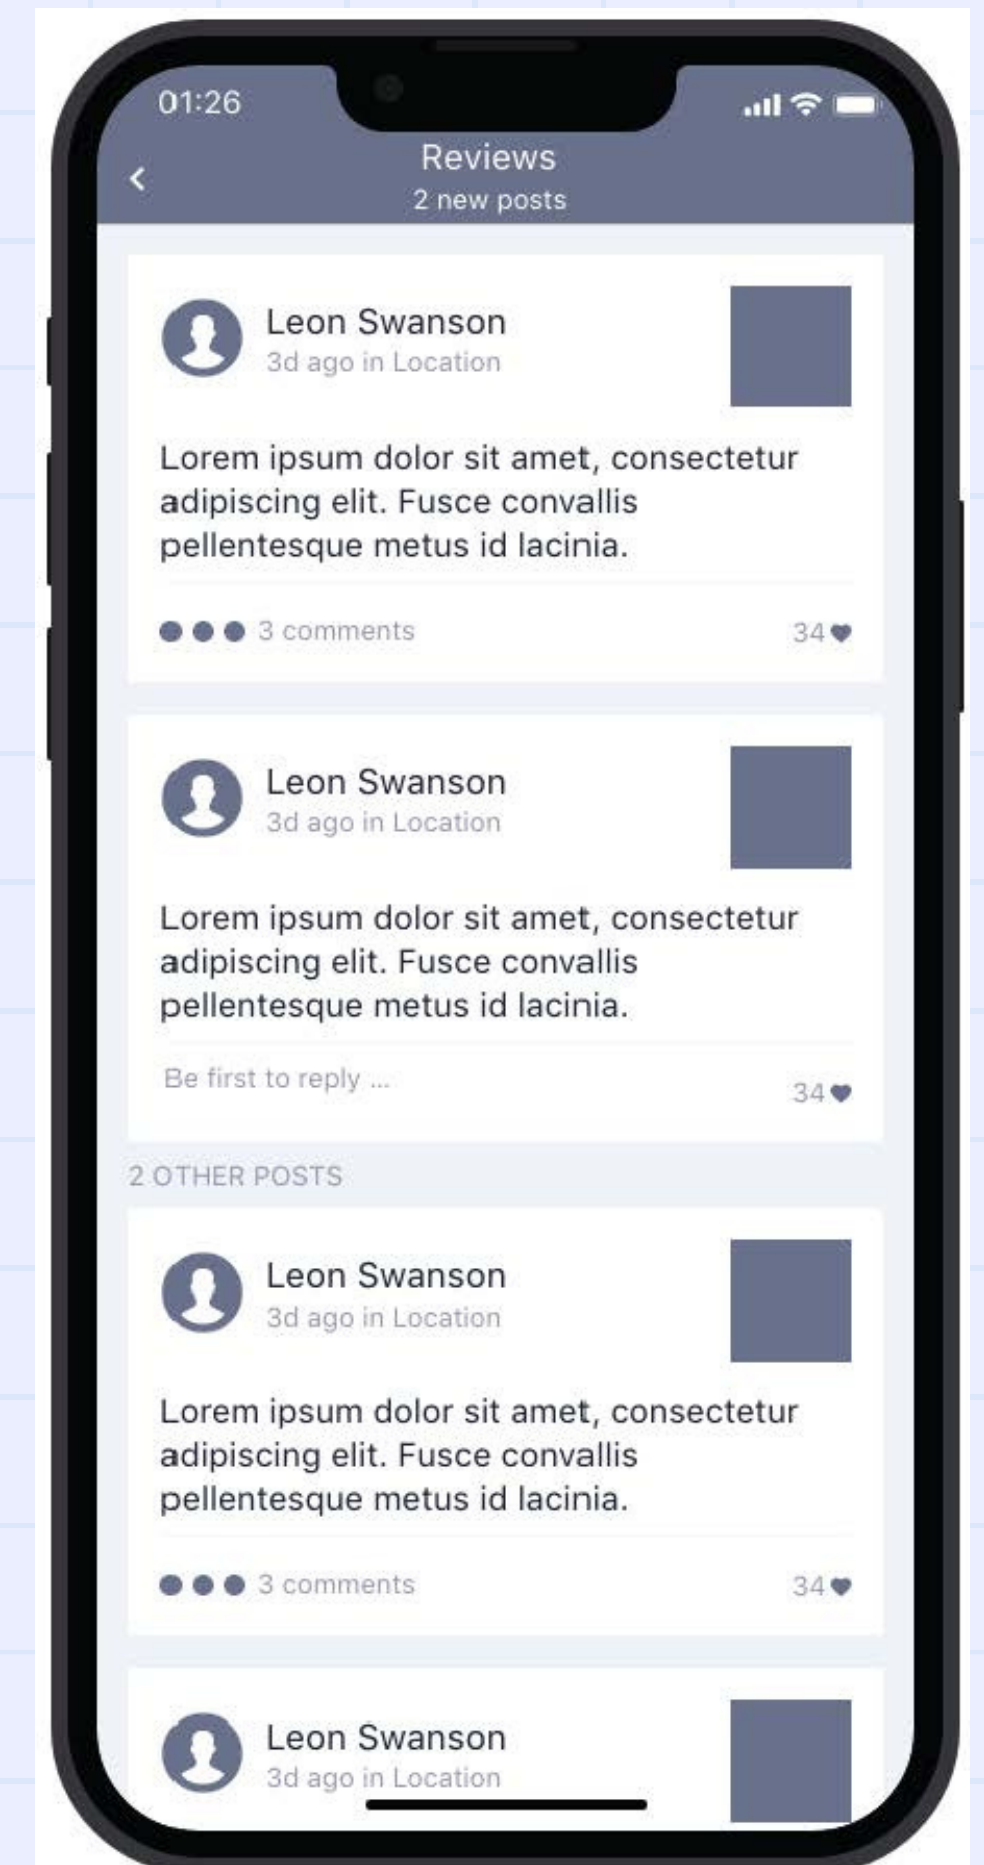 01:26
Reviews
2 new posts
Leon Swanson
3d ago in Location
Lorem ipsum dolor sit amet, consectetur
adipiscing elit. Fusce convallis
pellentesque metus id lacinia.
3 comments
34
Leon Swanson
3d ago in Location
Lorem ipsum dolor sit amet, consectetur
adipiscing elit. Fusce convallis
pellentesque metus id lacinia.
Be first to reply ...
34
2 OTHER POSTS
Leon Swanson
3d ago in Location
Lorem ipsum dolor sit amet, consectetur
adipiscing elit. Fusce convallis
pellentesque metus id lacinia.
3 comments
34
Leon Swanson
3d ago in Location